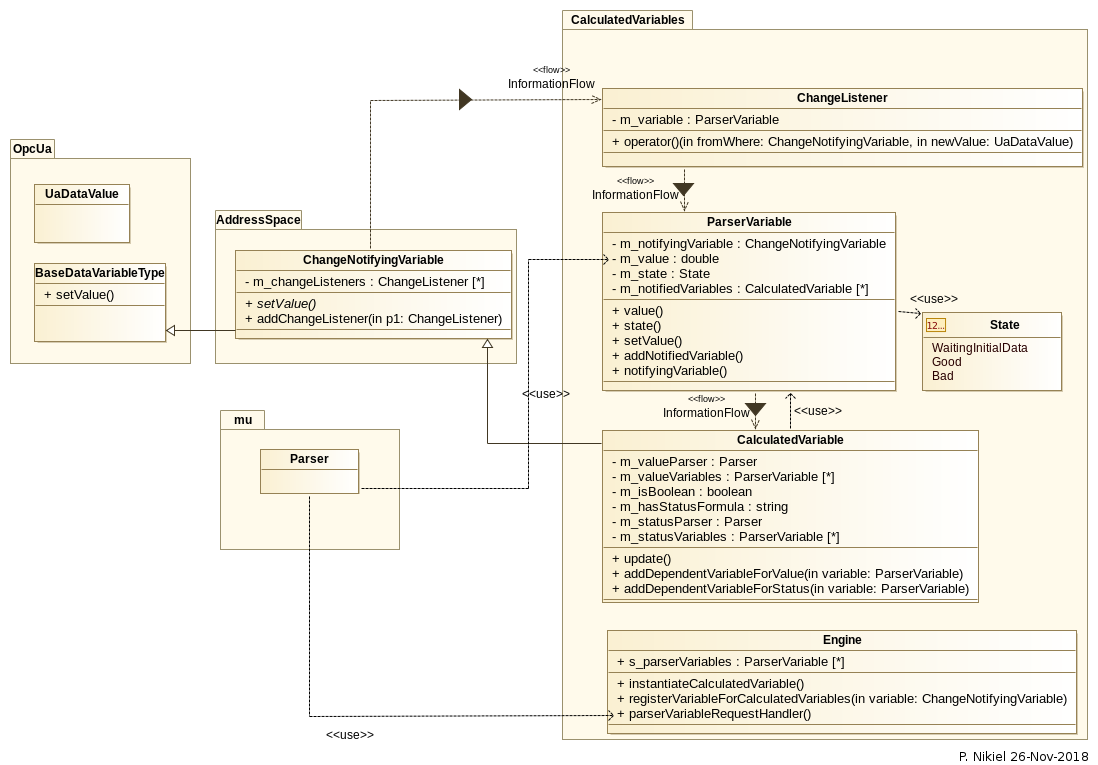 CalculatedVariables
<<flow>>
InformationFlow
ChangeListener
- m_variable : ParserVariable
+ operator()(in fromWhere: ChangeNotifyingVariable, in newValue: UaDataValue)
OpcUa
UaDataValue
BaseDataVariableType
+ setValue()
AddressSpace
ChangeNotifyingVariable
- m_changeListeners : ChangeListener [*]
+ setValue()
+ addChangeListener(in p1: ChangeListener)
<<flow>>
InformationFlow
ParserVariable
- m_notifyingVariable : ChangeNotifyingVariable
- m_value : double
- m_state : State
- m_notifiedVariables : CalculatedVariable [*]
+ value()
+ state()
+ setValue()
+ addNotifiedVariable()
+ notifyingVariable()
<<use>>
12...
State
WaitingInitialData
Good
Bad
<<use>>
<<flow>>
InformationFlow
<<use>>
mu
Parser
CalculatedVariable
- m_valueParser : Parser
- m_valueVariables : ParserVariable [*]
- m_isBoolean : boolean
- m_hasStatusFormula : string
- m_statusParser : Parser
- m_statusVariables : ParserVariable [*]
+ update()
+ addDependentVariableForValue(in variable: ParserVariable)
+ addDependentVariableForStatus(in variable: ParserVariable)
Engine
+ s_parserVariables : ParserVariable [*]
+ instantiateCalculatedVariable()
+ registerVariableForCalculatedVariables(in variable: ChangeNotifyingVariable)
+ parserVariableRequestHandler()
<<use>>
P. Nikiel 26-Nov-2018